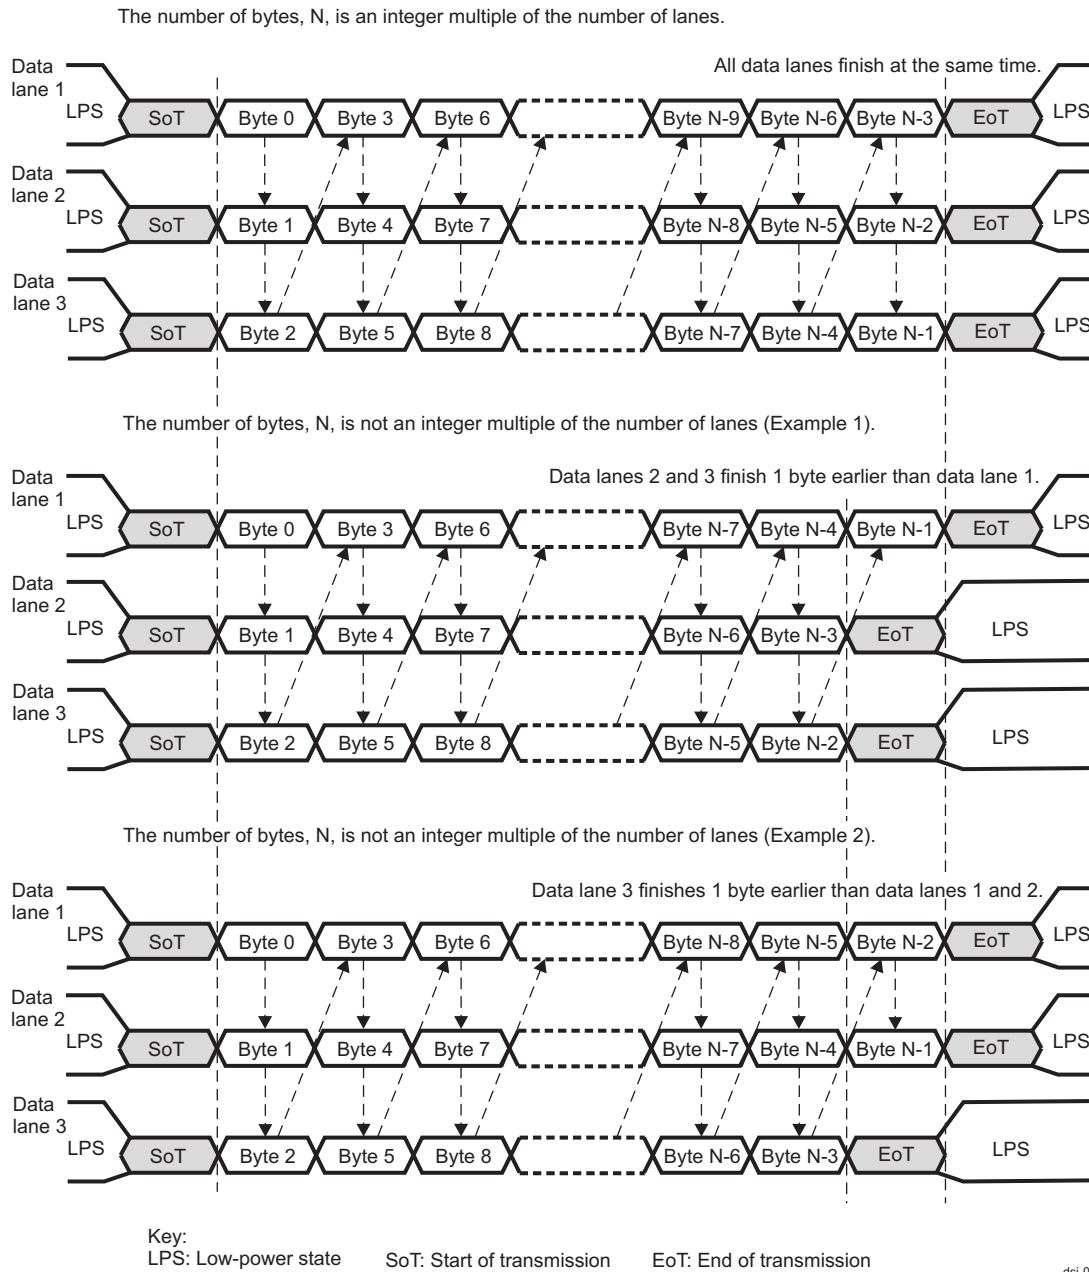 The number of bytes, N, is an integer multiple of the number of lanes.
All data lanes finish at the same time.
Data
lane 1
LPS SoT Byte 0 Byte 3 Byte 6 Byte N-9 Byte N-6 Byte N-3 EoT LPS
Data
lane 2
LPS SoT Byte 1 Byte 4 Byte 7 Byte N-8 Byte N-5 Byte N-2 EoT LPS
Data
lane 3
LPS SoT Byte 2 Byte 5 Byte 8 Byte N-7 Byte N-4 Byte N-1 EoT LPS
The number of bytes, N, is not an integer multiple of the number of lanes (Example 1).
Data lanes 2 and 3 finish 1 byte earlier than data lane 1.
Data
lane 1
LPS SoT Byte 0 Byte 3 Byte 6 Byte N-7 Byte N-4 Byte N-1 EoT LPS
Data
lane 2
LPS SoT Byte 1 Byte 4 Byte 7 Byte N-6 Byte N-3 EoT LPS
Data
lane 3
LPS SoT Byte 2 Byte 5 Byte 8 Byte N-5 Byte N-2 EoT LPS
The number of bytes, N, is not an integer multiple of the number of lanes (Example 2).
Data lane 3 finishes 1 byte earlier than data lanes 1 and 2.
Data
lane 1
LPS SoT Byte 0 Byte 3 Byte 6 Byte N-8 Byte N-5 Byte N-2 EoT LPS
Data
lane 2
LPS SoT Byte 1 Byte 4 Byte 7 Byte N-7 Byte N-4 Byte N-1 EoT LPS
Data
lane 3
LPS SoT Byte 2 Byte 5 Byte 8 Byte N-6 Byte N-3 EoT LPS
Key:
LPS: Low-power state SoT: Start of transmission EoT: End of transmission